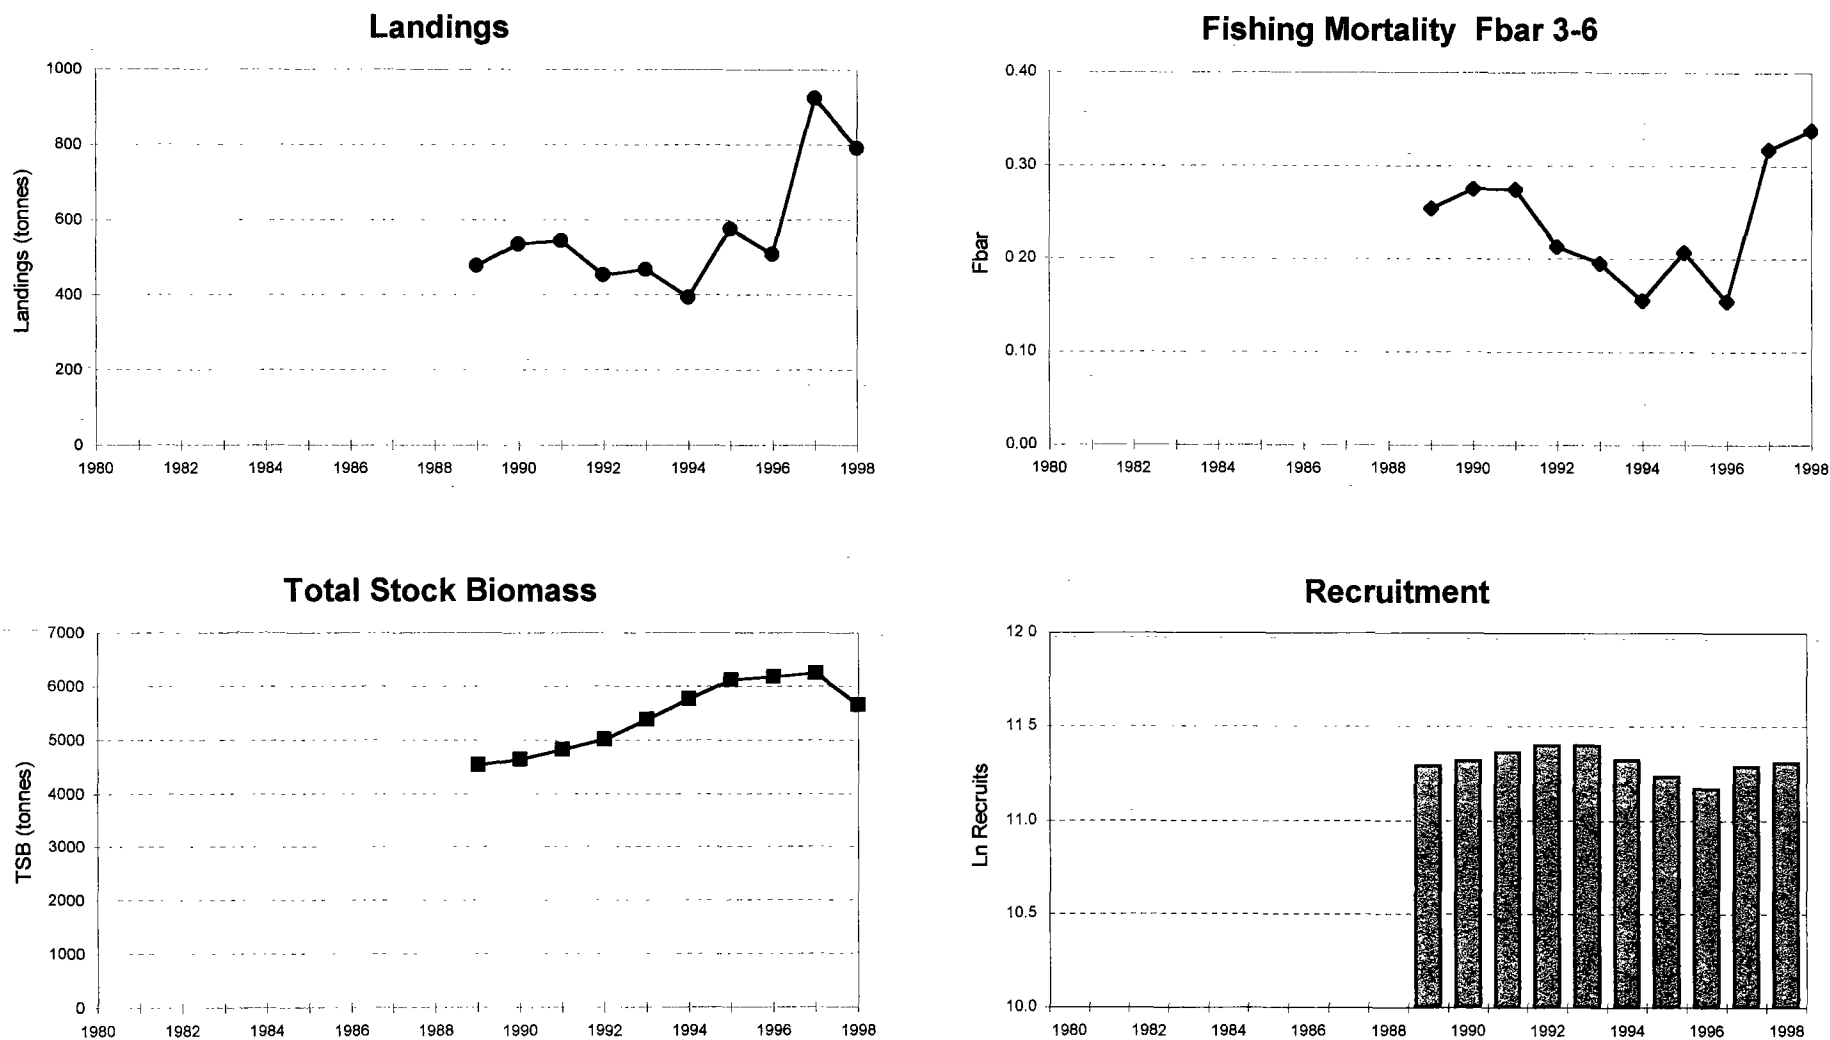 Landings
1000
800
600
400
200
0
Landings (tonnes)
1980 1982 1984 1986 1988 1990 1992 1994 1996 1998
Fishing Mortality Fbar 3-6
0.40
0.30
0.20
0.10
0.00
Fbar
1980 1982 1984 1986 1988 1990 1992 1994 1996 1998
Total Stock Biomass
7000
6000
5000
4000
3000
2000
1000
0
TSB (tonnes)
1980 1982 1984 1986 1988 1990 1992 1994 1996 1998
Recruitment
12 0
11 5
11.0
10.5
10.0
Ln Recruits
1980 1982 1984 1986 1988 1990 1992 1994 1996 1998